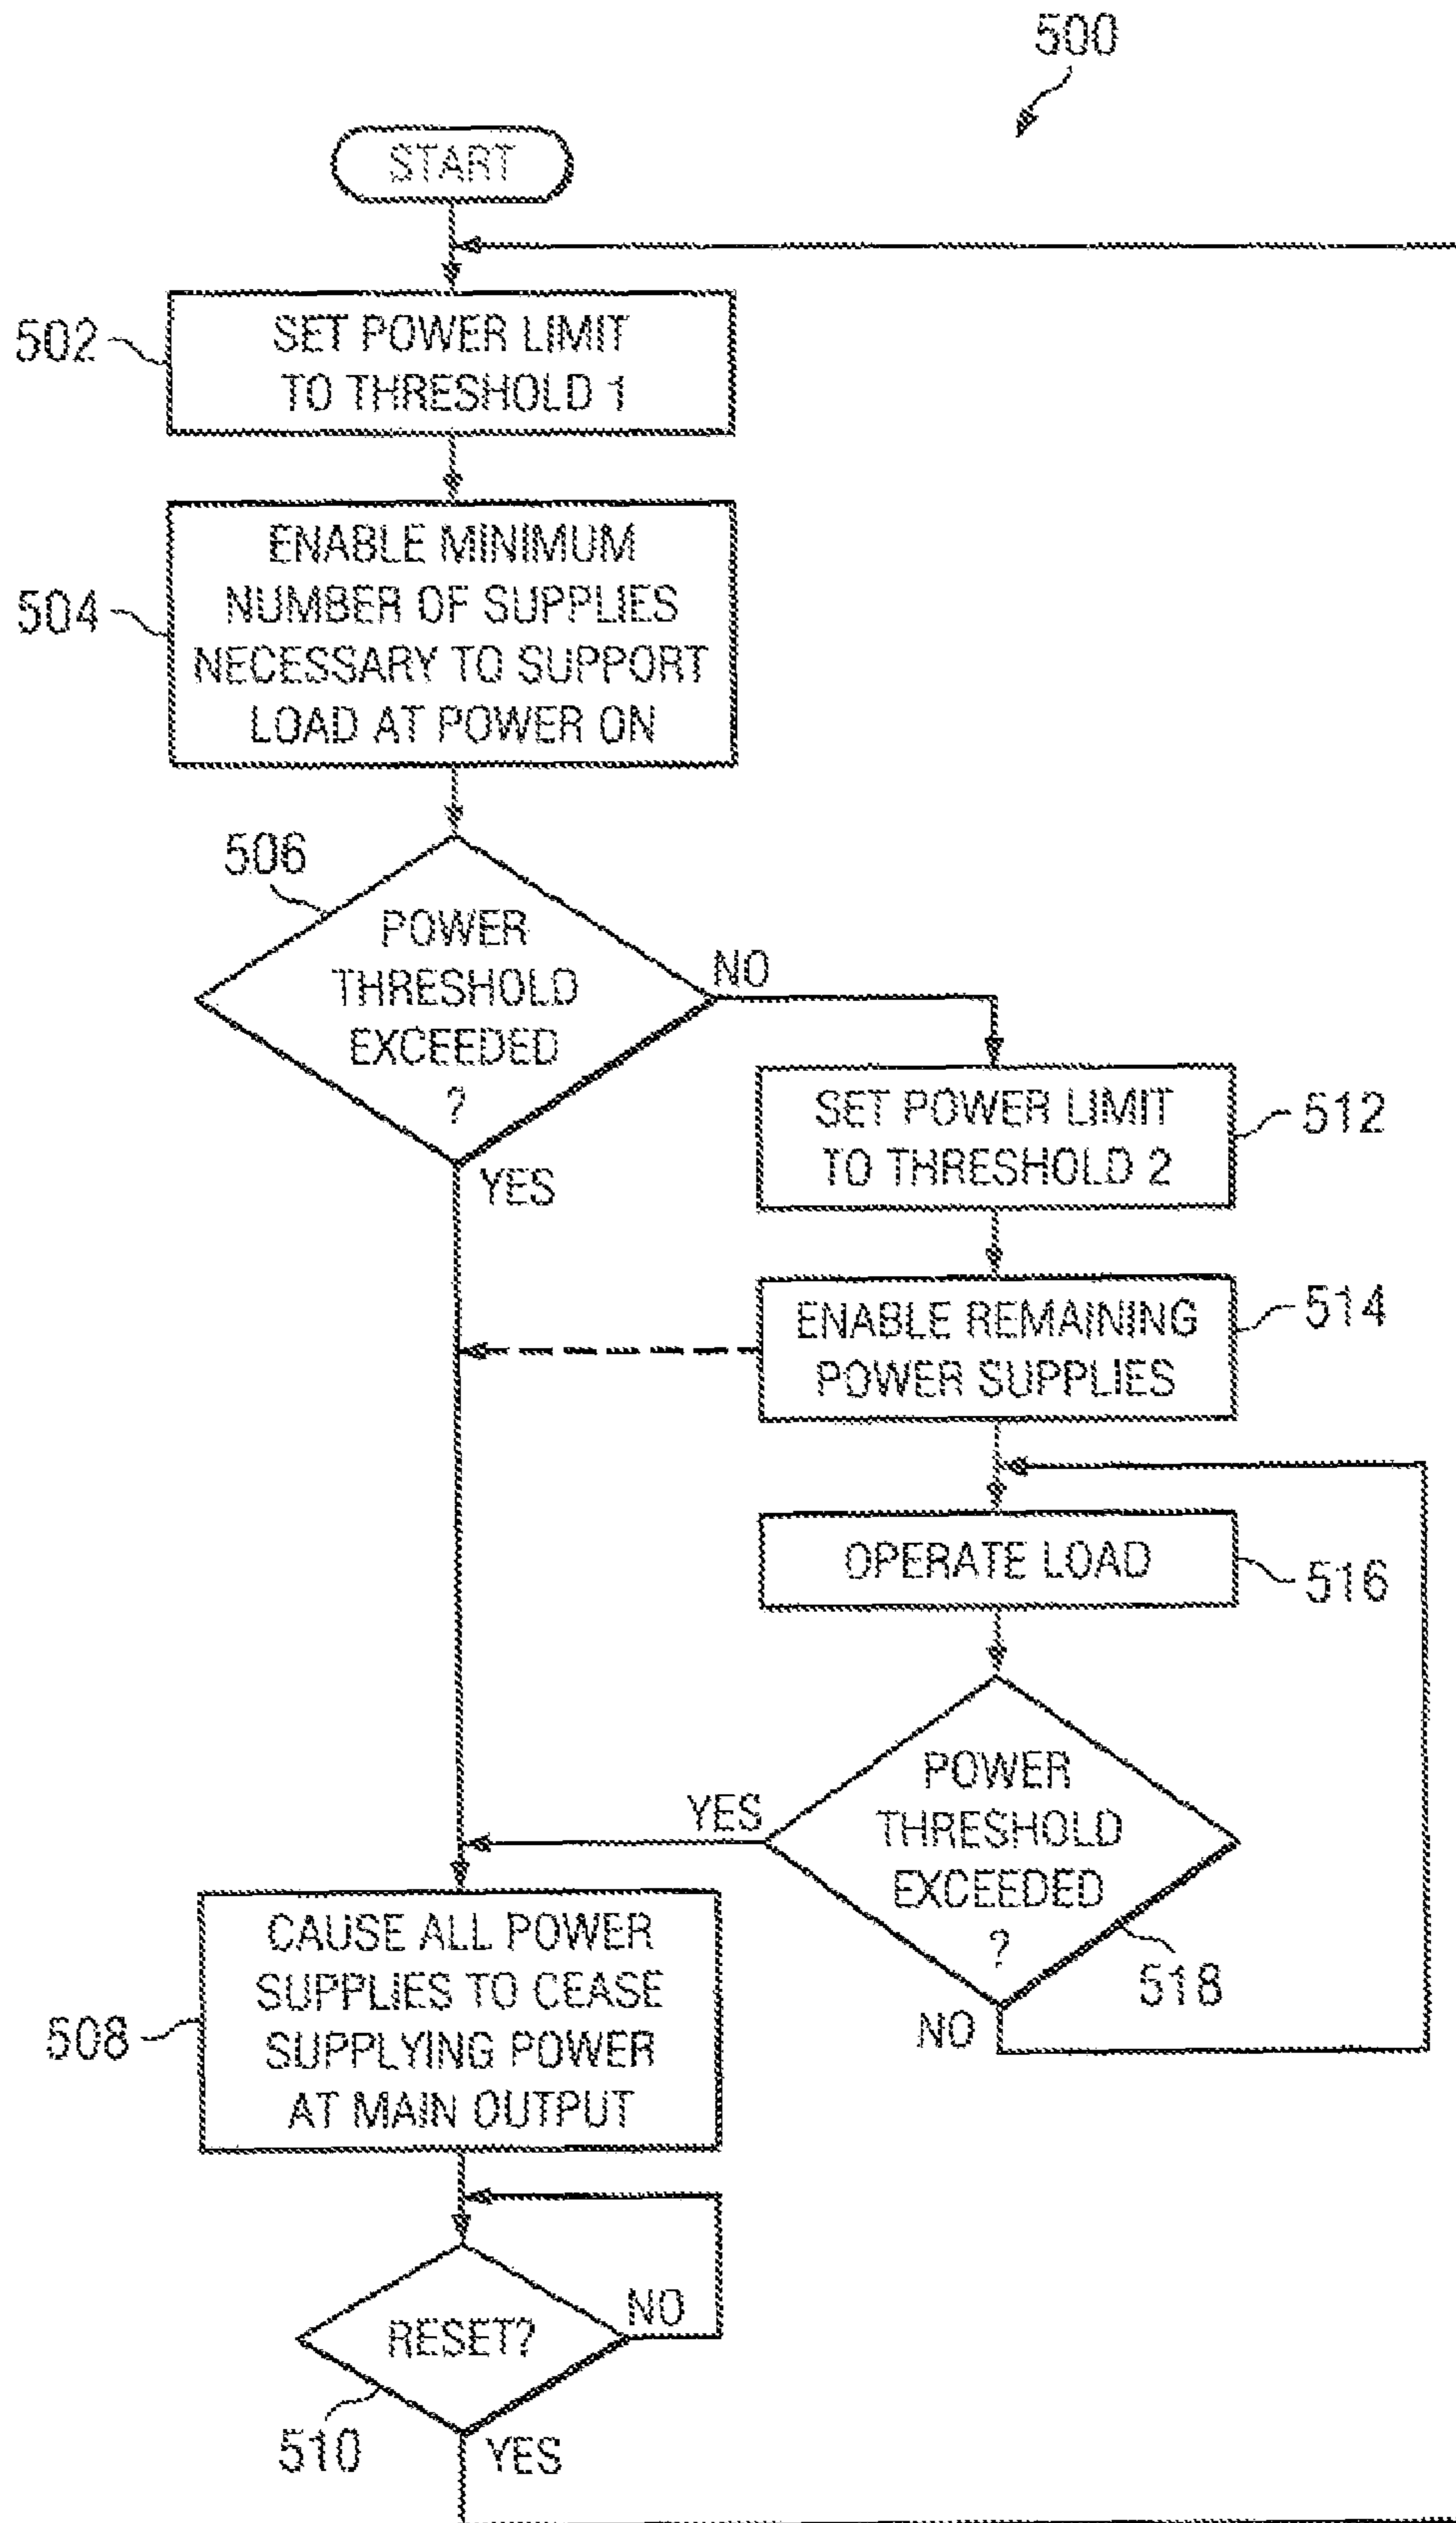 500
START
502
SET POWER LIMIT
TO THRESHOLD 1
504
ENABLE MINIMUM
NUMBER OF SUPPLIES
NECESSARY TO SUPPORT
LOAD AT POWER ON
506
POWER
THRESHOLD
EXCEEDED
?
NO
YES
SET POWER LIMIT
TO THRESHOLD 2
512
ENABLE REMAINING
POWER SUPPLIES
514
OPERATE LOAD
516
POWER
THRESHOLD
EXCEEDED
?
518
YES
NO
CAUSE ALL POWER
SUPPLIES TO CEASE
SUPPLYING POWER
AT MAIN OUTPUT
508
RESET?
NO
510
YES